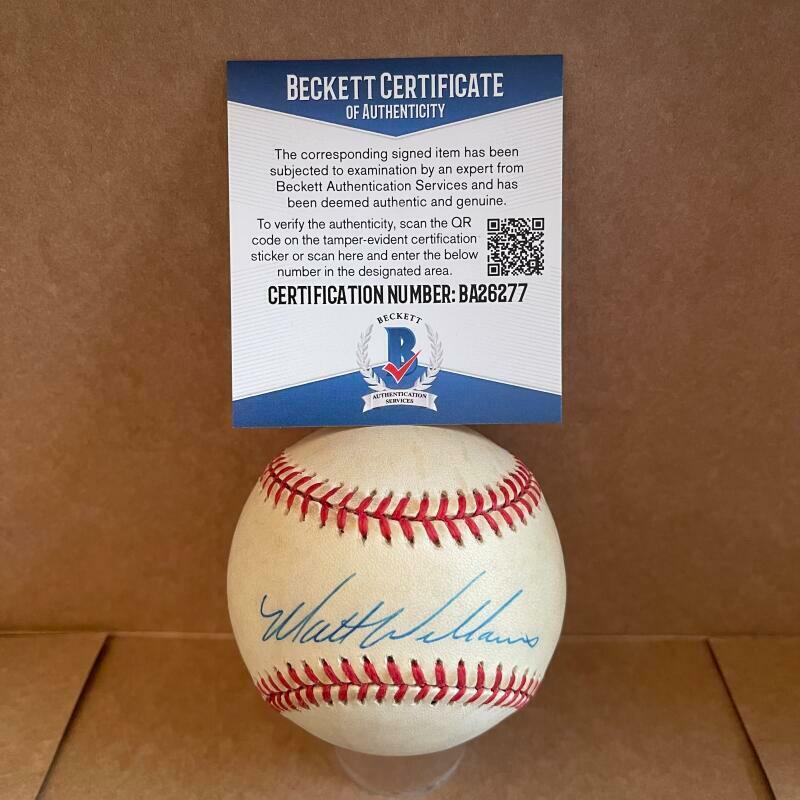 BECKETT CERTIFICATE
OF AUTHENTICITY
The corresponding signed item has been
subjected to examination by an expert from
Beckett Authentication Services and has
been deemed authentic and genuine.
To verify the authenticity, scan the QR
code on the tamper-evident certification
sticker or scan here and enter the below
number in the designated area.
CERTIFICATION NUMBER: BA26277
BECKETT
B
AUTHENTICATION
SERVICES
Matt Williams